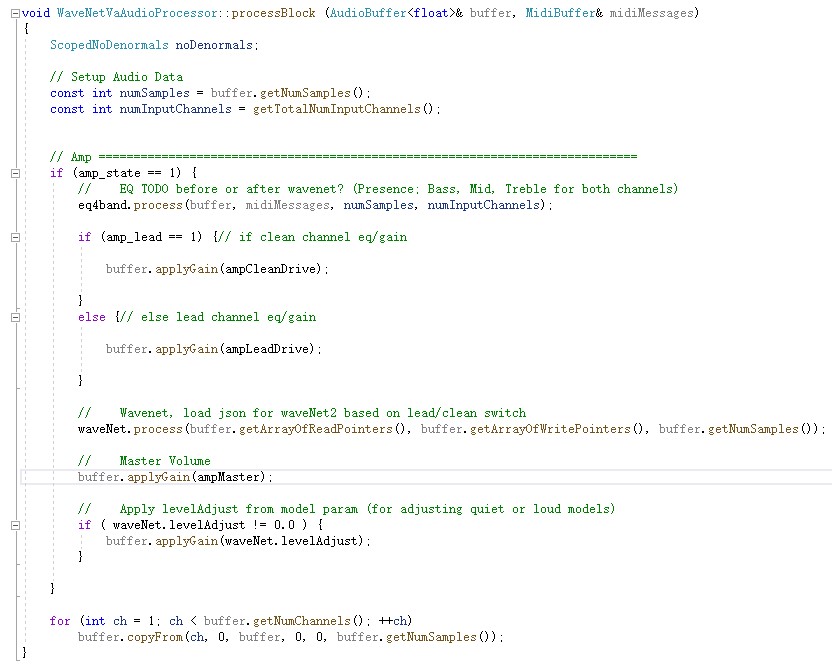 void WaveNetVaAudioProcessor::processBlock (AudioBuffer<float>& buffer, MidiBuffer& midiMessages)
{
    ScopedNoDenormals noDenormals;

    // Setup Audio Data
    const int numSamples = buffer.getNumSamples();
    const int numInputChannels = getTotalNumInputChannels();


    // Amp =============================================================================
    if (amp_state == 1) {
        //    EQ TODO before or after wavenet? (Presence; Bass, Mid, Treble for both channels)
        eq4band.process(buffer, midiMessages, numSamples, numInputChannels);

        if (amp_lead == 1) {// if clean channel eq/gain

            buffer.applyGain(ampCleanDrive);

        }
        else {// else lead channel eq/gain

            buffer.applyGain(ampLeadDrive);

        }

        //    Wavenet, load json for waveNet2 based on lead/clean switch
        waveNet.process(buffer.getArrayOfReadPointers(), buffer.getArrayOfWritePointers(), buffer.getNumSamples());

        //    Master Volume
        buffer.applyGain(ampMaster);

        //    Apply levelAdjust from model param (for adjusting quiet or loud models)
        if ( waveNet.levelAdjust != 0.0 ) {
            buffer.applyGain(waveNet.levelAdjust);
        }

    }

    for (int ch = 1; ch < buffer.getNumChannels(); ++ch)
        buffer.copyFrom(ch, 0, buffer, 0, 0, buffer.getNumSamples());
}